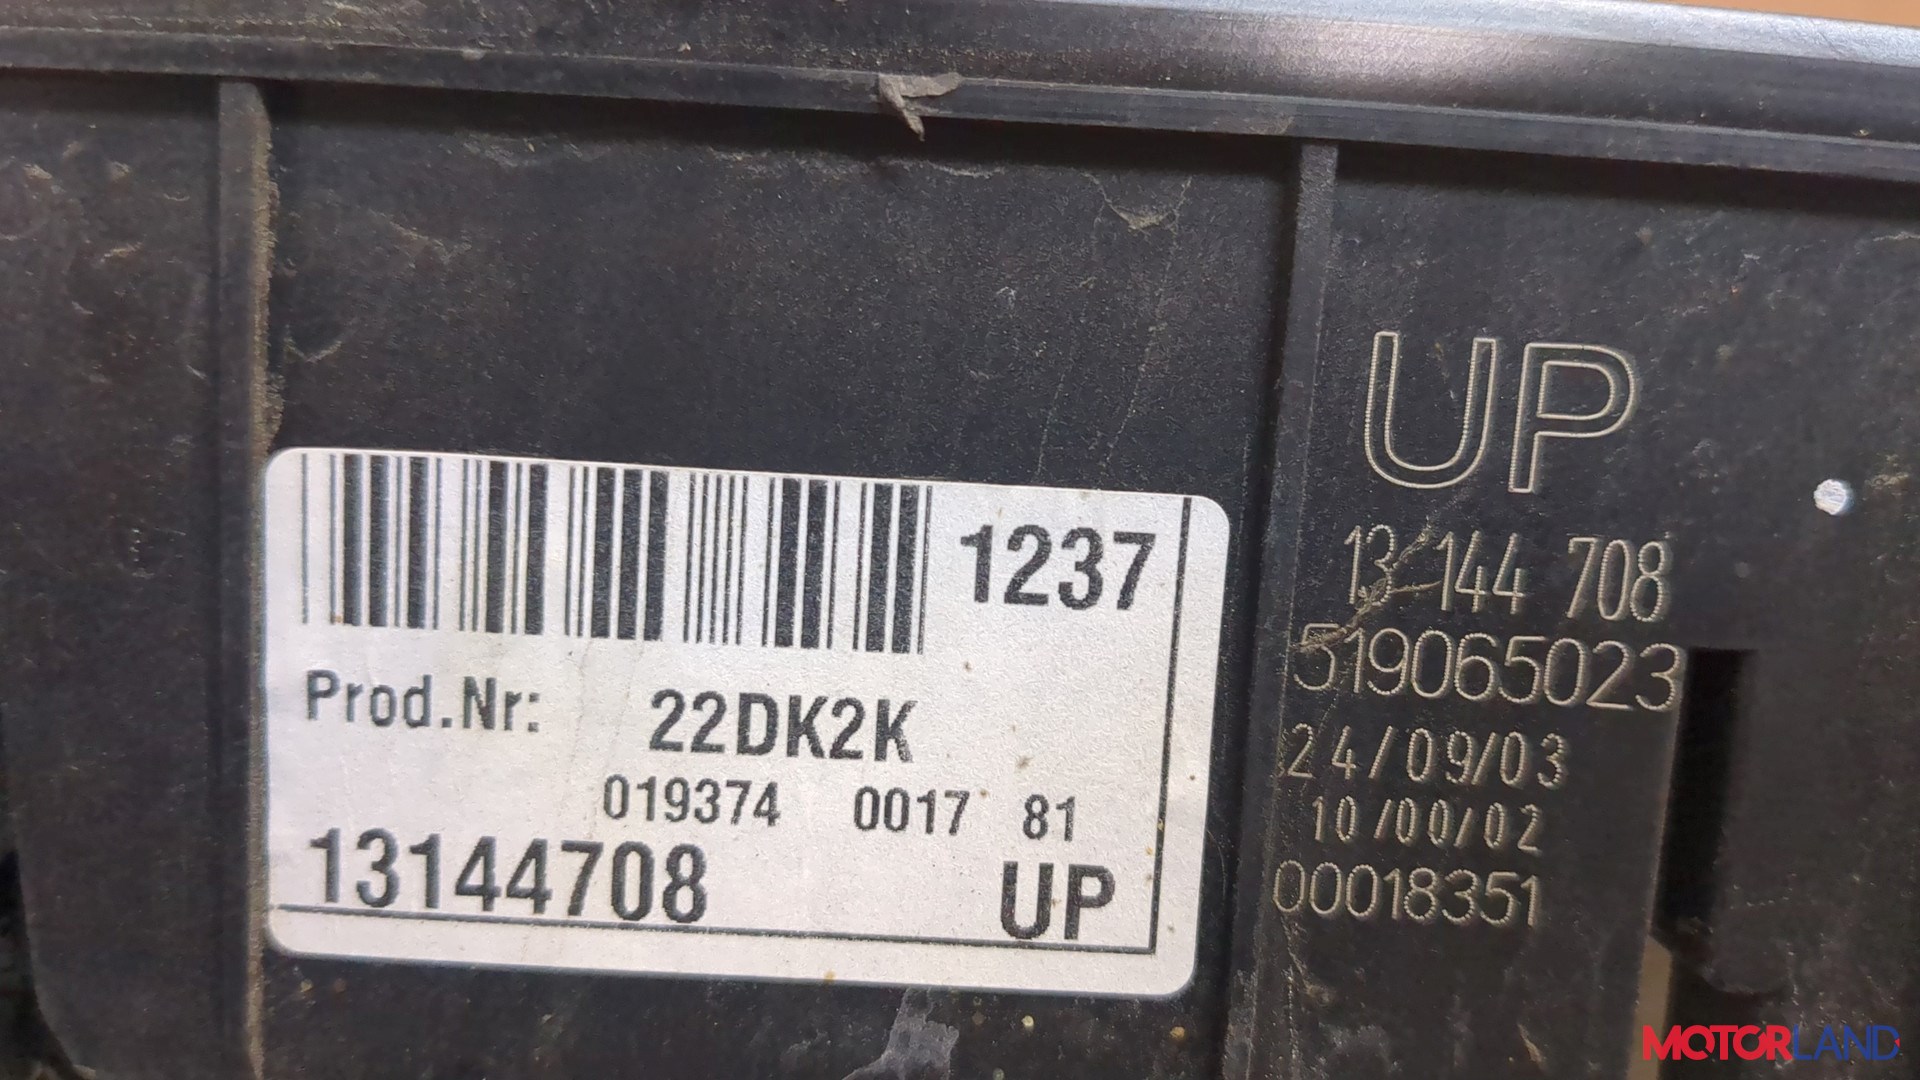 1237
Prod.Nr: 22DK2K
019374 0017 81
13144708 UP
UP
13 144 708
519065023
24/09/03
10/00/02
00018351
MOTORLAND